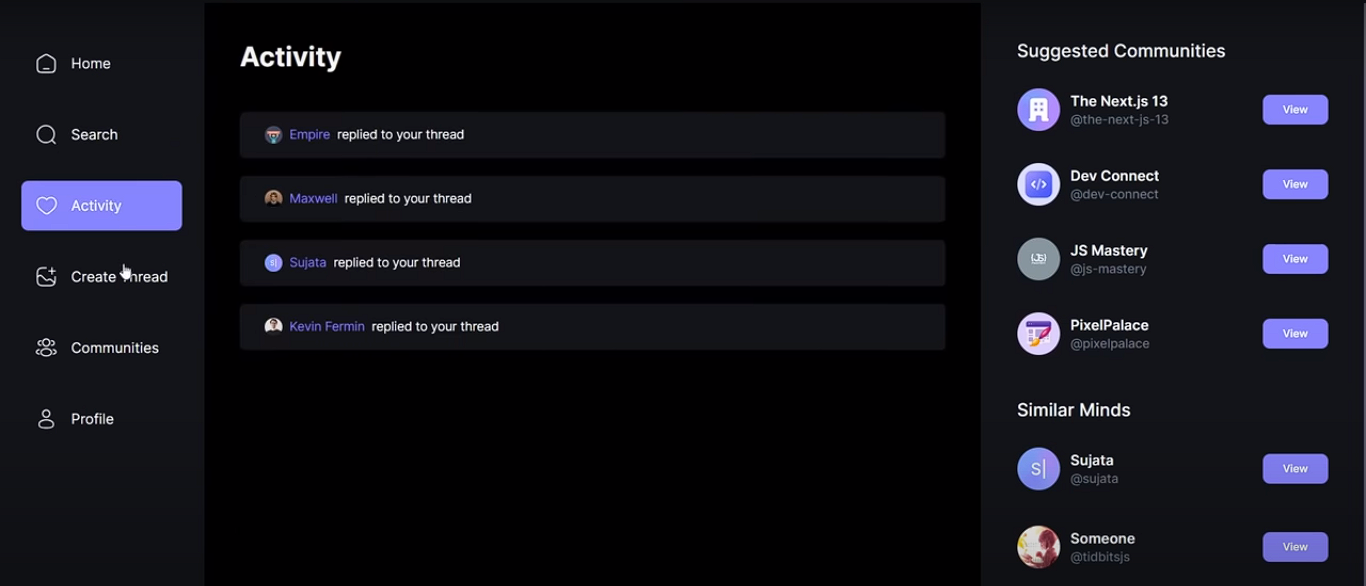 Home
Search
Activity
Create Thread
Communities
Profile
Activity
Empire replied to your thread
Maxwell replied to your thread
Sujata replied to your thread
Kevin Fermin replied to your thread
Suggested Communities
The Next.js 13
@the-next-js-13
View
Dev Connect
@dev-connect
View
JS Mastery
@js-mastery
View
PixelPalace
@pixelpalace
View
Similar Minds
Sujata
@sujata
View
Someone
@tidbitsjs
View